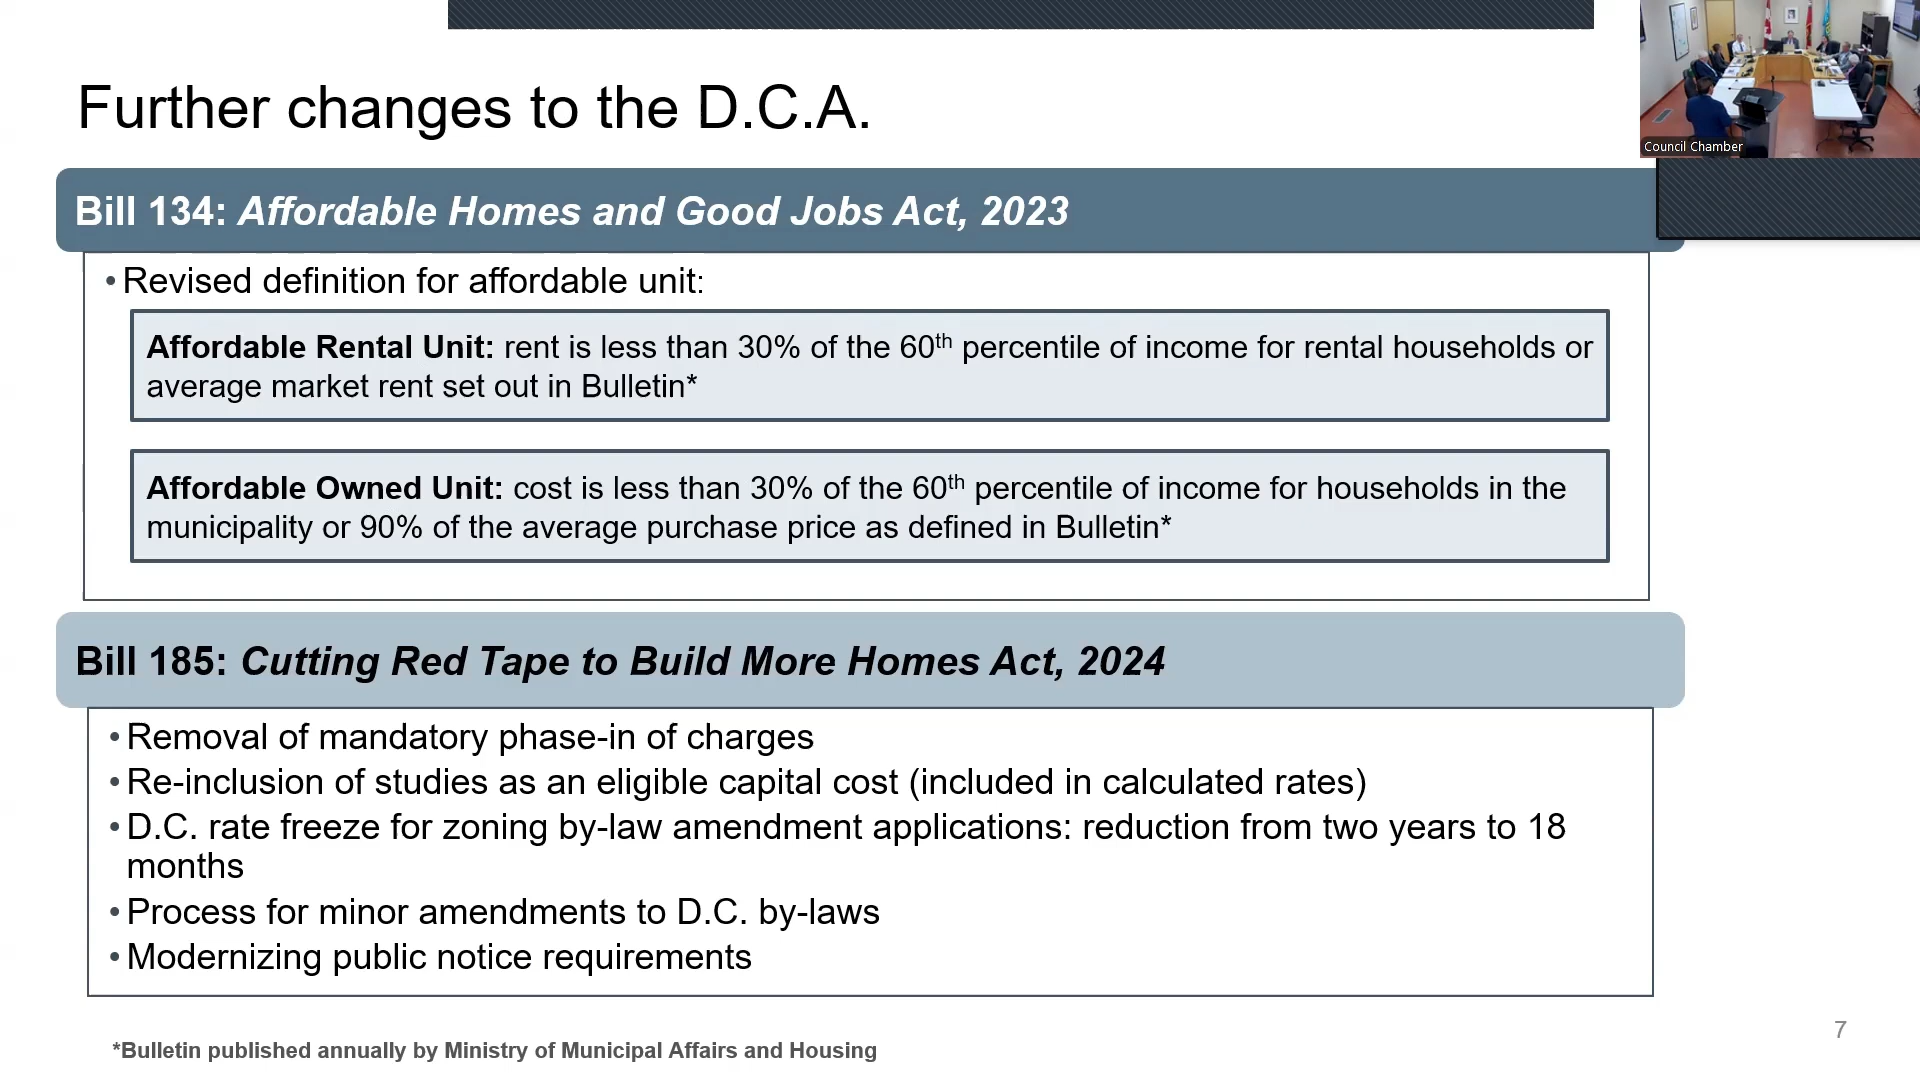 Further changes to the D.C.A.
Council Chamber
Bill 134: Affordable Homes and Good Jobs Act, 2023
• Revised definition for affordable unit:
Affordable Rental Unit: rent is less than 30% of the 60th percentile of income for rental households or
average market rent set out in Bulletin*
Affordable Owned Unit: cost is less than 30% of the 60th percentile of income for households in the
municipality or 90% of the average purchase price as defined in Bulletin*
Bill 185: Cutting Red Tape to Build More Homes Act, 2024
• Removal of mandatory phase-in of charges
• Re-inclusion of studies as an eligible capital cost (included in calculated rates)
• D.C. rate freeze for zoning by-law amendment applications: reduction from two years to 18
months
• Process for minor amendments to D.C. by-laws
• Modernizing public notice requirements
7
*Bulletin published annually by Ministry of Municipal Affairs and Housing